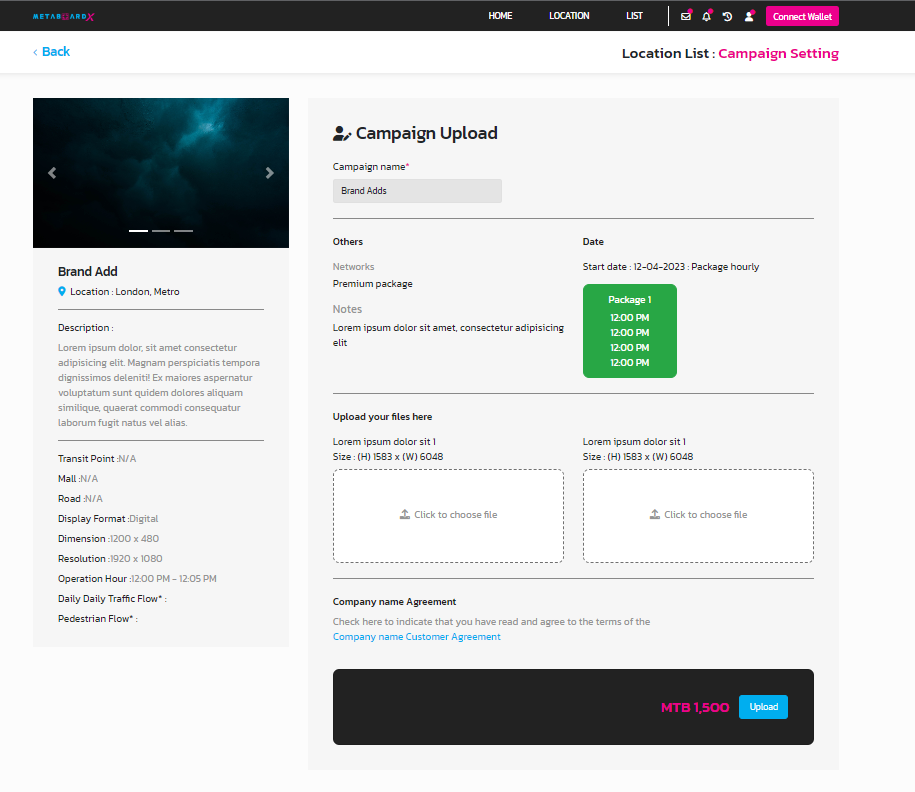 METABOARDX
HOME
LOCATION
LIST
Connect Wallet
‹ Back
Location List : Campaign Setting
Brand Add
Location : London, Metro
Description :
Lorem ipsum dolor, sit amet consectetur
adipisicing elit. Magnam perspiciatis tempora
dignissimos deleniti! Ex maiores aspernatur
voluptatum sunt quidem dolores aliquam
similique, quaerat commodi consequatur
laborum fugit natus vel alias.
Transit Point :N/A
Mall :N/A
Road :N/A
Display Format :Digital
Dimension :1200 x 480
Resolution :1920 x 1080
Operation Hour :12:00 PM - 12:05 PM
Daily Daily Traffic Flow* :
Pedestrian Flow* :
Campaign Upload
Campaign name*
Brand Adds
Others
Networks
Premium package
Notes
Lorem ipsum dolor sit amet, consectetur adipisicing
elit
Date
Start date : 12-04-2023 : Package hourly
Package 1
12:00 PM
12:00 PM
12:00 PM
12:00 PM
Upload your files here
Lorem ipsum dolor sit 1
Size : (H) 1583 x (W) 6048
Click to choose file
Lorem ipsum dolor sit 1
Size : (H) 1583 x (W) 6048
Click to choose file
Company name Agreement
Check here to indicate that you have read and agree to the terms of the
Company name Customer Agreement
MTB 1,500
Upload